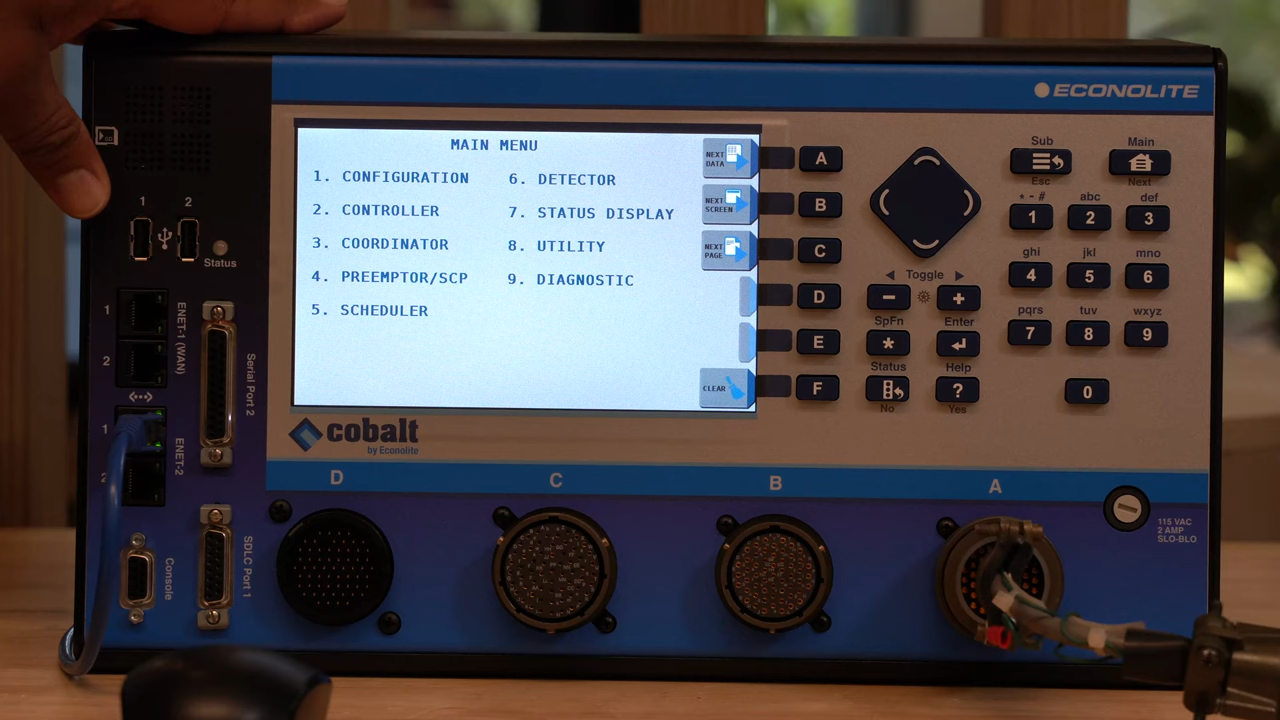 ECONOLITE
MAIN MENU
1. CONFIGURATION
2. CONTROLLER
3. COORDINATOR
4. PREEMPTOR/SCP
5. SCHEDULER
6. DETECTOR
7. STATUS DISPLAY
8. UTILITY
9. DIAGNOSTIC
NEXT
DATA
NEXT
SCREEN
NEXT
PAGE
CLEAR
A
B
C
D
E
F
Sub
Esc
Main
Next
* - #
1
abc
2
def
3
ghi
4
jkl
5
mno
6
pqrs
7
tuv
8
wxyz
9
0
Toggle
−
+
SpFn
*
Enter
Status
No
Help
?
Yes
1 2
Status
1
2
ENET-1 (WAN)
1
ENET-2
Serial Port 2
Console
SDLC Port 1
cobalt
by Econolite
D
C
B
A
115 VAC
2 AMP
SLO-BLO